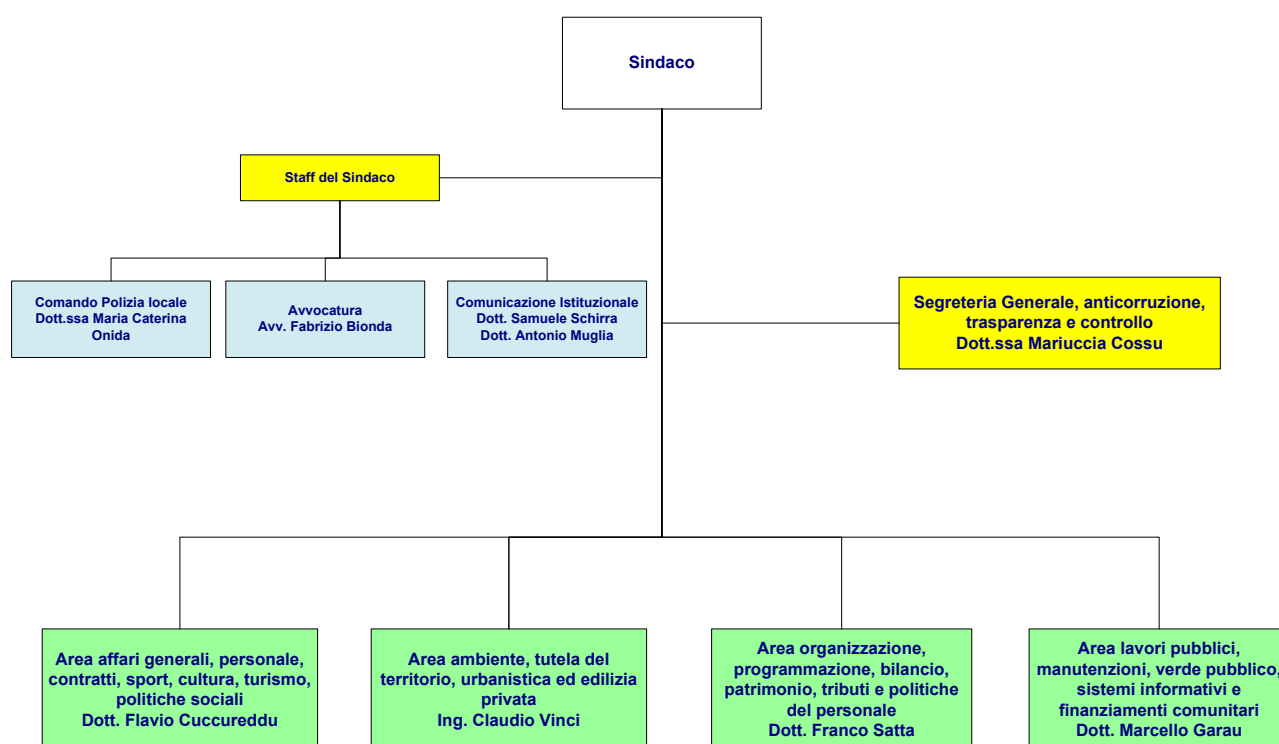 Sindaco
Staff del Sindaco
Comando Polizia locale
Dott.ssa Maria Caterina
Onida
Avvocatura
Avv. Fabrizio Bionda
Comunicazione Istituzionale
Dott. Samuele Schirra
Dott. Antonio Muglia
Segreteria Generale, anticorruzione,
trasparenza e controllo
Dott.ssa Mariuccia Cossu
Area affari generali, personale,
contratti, sport, cultura, turismo,
politiche sociali
Dott. Flavio Cuccureddu
Area ambiente, tutela del
territorio, urbanistica ed edilizia
privata
Ing. Claudio Vinci
Area organizzazione,
programmazione, bilancio,
patrimonio, tributi e politiche
del personale
Dott. Franco Satta
Area lavori pubblici,
manutenzioni, verde pubblico,
sistemi informativi e
finanziamenti comunitari
Dott. Marcello Garau